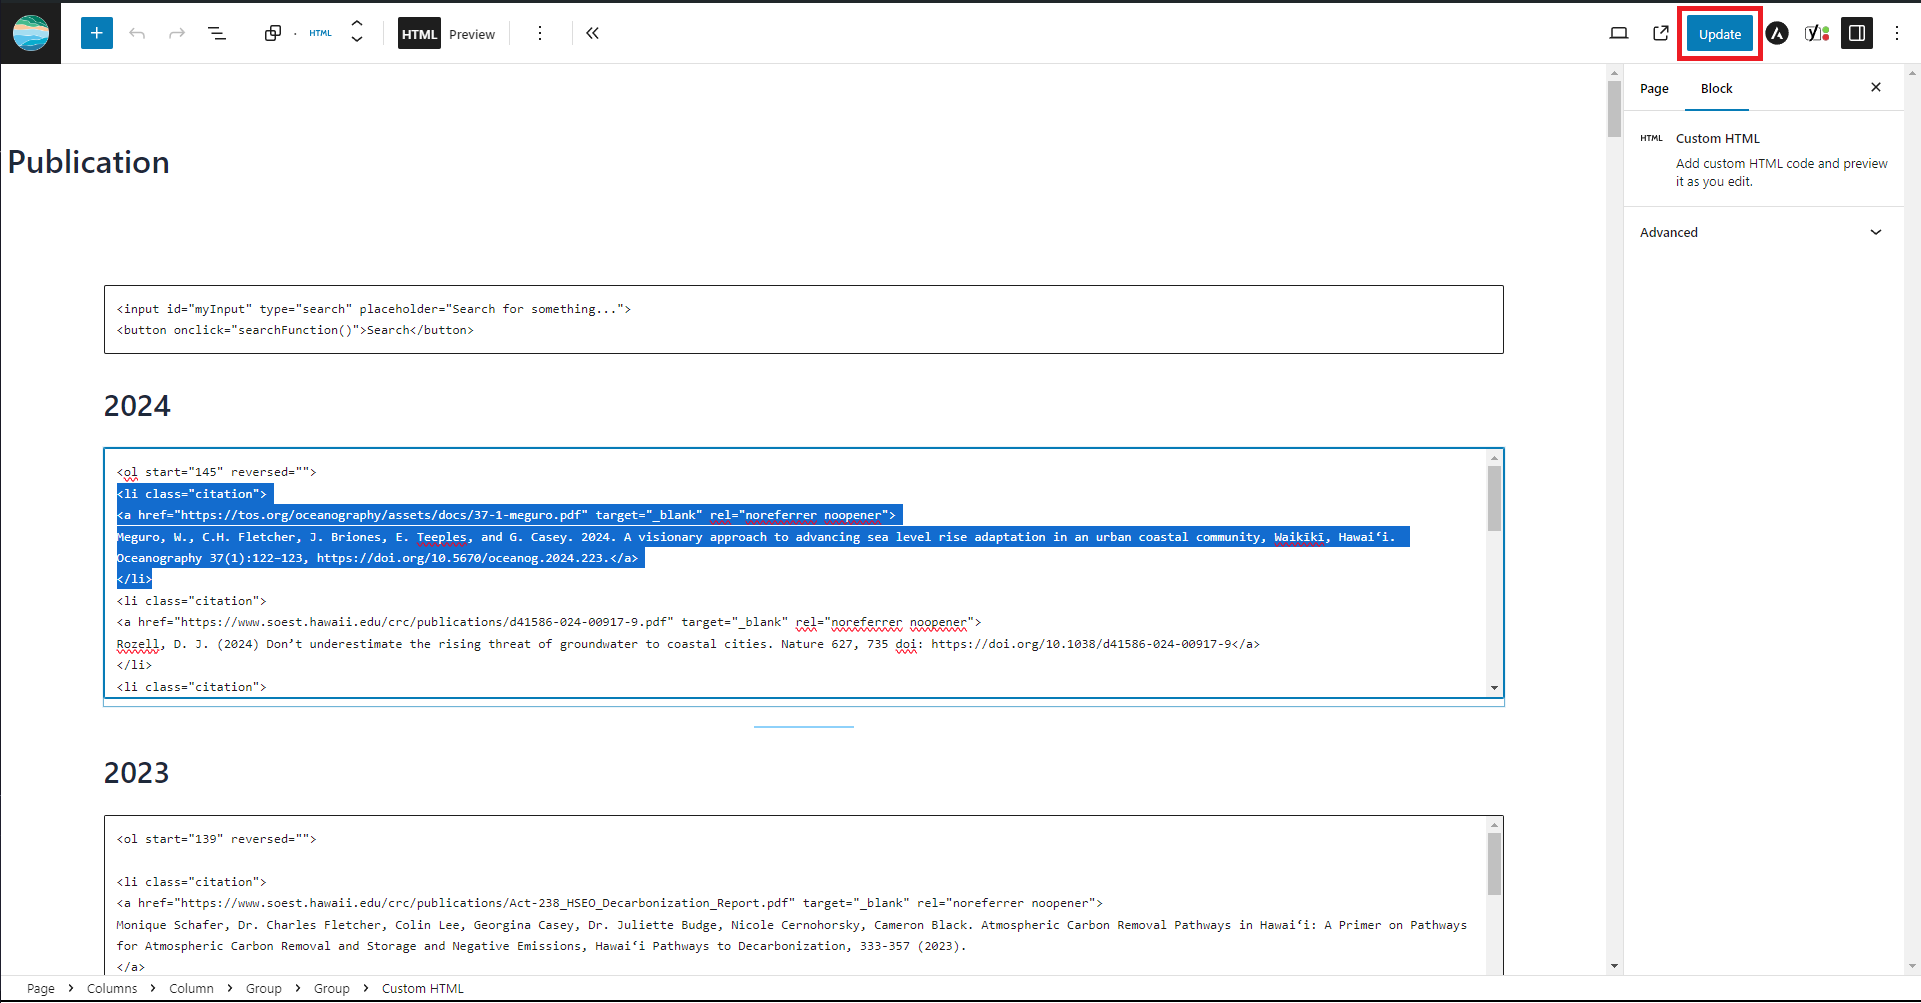 HTML
HTML Preview
Update
Page Block
HTML Custom HTML
Add custom HTML code and preview
it as you edit.
Advanced
Publication
<input id="myInput" type="search" placeholder="Search for something...">
<button onclick="searchFunction()">Search</button>
2024
<ol start="145" reversed="">
<li class="citation">
<a href="https://tos.org/oceanography/assets/docs/37-1-meguro.pdf" target="_blank" rel="noreferrer noopener">
Meguro, W., C.H. Fletcher, J. Briones, E. Teeples, and G. Casey. 2024. A visionary approach to advancing sea level rise adaptation in an urban coastal community, Waikīkī, Hawaiʻi.
Oceanography 37(1):122–123, https://doi.org/10.5670/oceanog.2024.223.</a>
</li>
<li class="citation">
<a href="https://www.soest.hawaii.edu/crc/publications/d41586-024-00917-9.pdf" target="_blank" rel="noreferrer noopener">
Rozell, D. J. (2024) Don’t underestimate the rising threat of groundwater to coastal cities. Nature 627, 735 doi: https://doi.org/10.1038/d41586-024-00917-9</a>
</li>
<li class="citation">
2023
<ol start="139" reversed="">
<li class="citation">
<a href="https://www.soest.hawaii.edu/crc/publications/Act-238_HSEO_Decarbonization_Report.pdf" target="_blank" rel="noreferrer noopener">
Monique Schafer, Dr. Charles Fletcher, Colin Lee, Georgina Casey, Dr. Juliette Budge, Nicole Cernohorsky, Cameron Black. Atmospheric Carbon Removal Pathways in Hawaiʻi: A Primer on Pathways
for Atmospheric Carbon Removal and Storage and Negative Emissions, Hawaiʻi Pathways to Decarbonization, 333-357 (2023).
</a>
Page > Columns > Column > Group > Group > Custom HTML